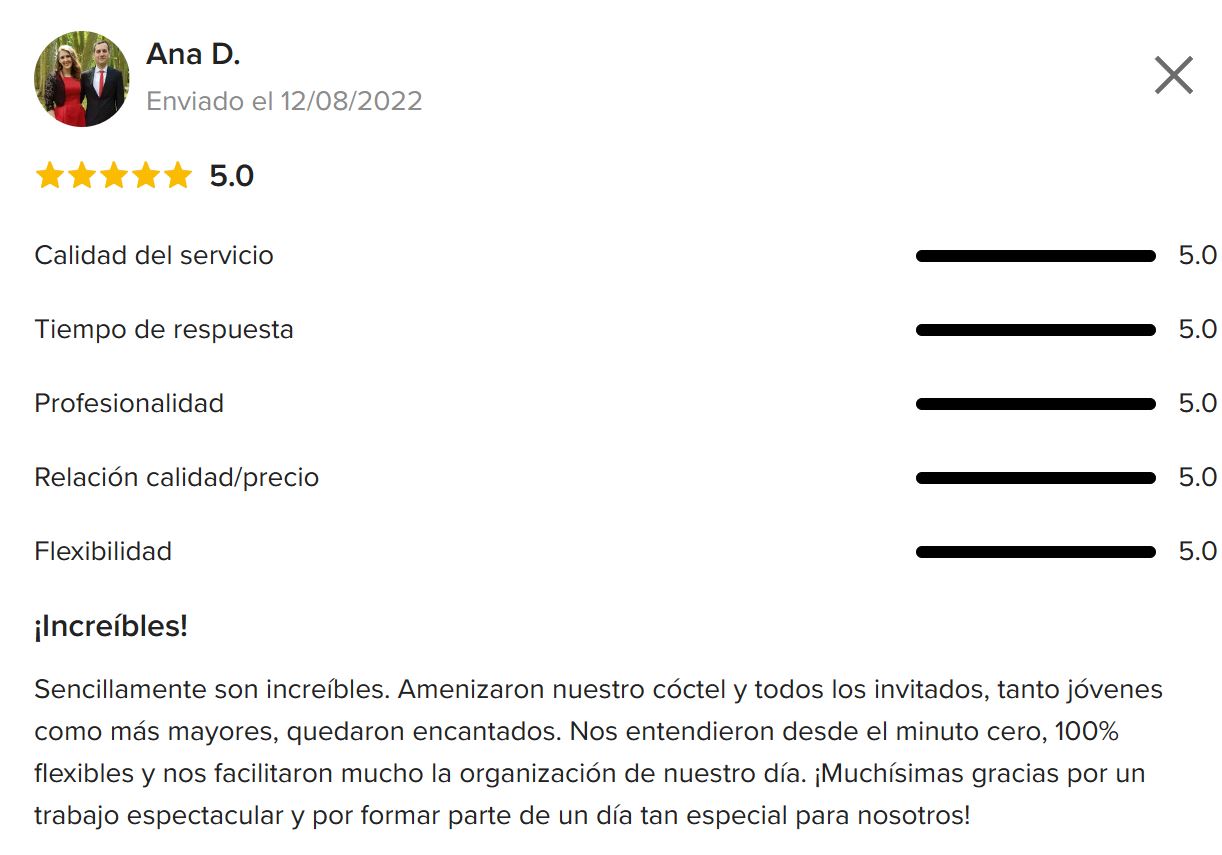 Ana D.
Enviado el 12/08/2022
5.0
Calidad del servicio 5.0
Tiempo de respuesta 5.0
Profesionalidad 5.0
Relación calidad/precio 5.0
Flexibilidad 5.0
¡Increíbles!
Sencillamente son increíbles. Amenizaron nuestro cóctel y todos los invitados, tanto jóvenes
como más mayores, quedaron encantados. Nos entendieron desde el minuto cero, 100%
flexibles y nos facilitaron mucho la organización de nuestro día. ¡Muchísimas gracias por un
trabajo espectacular y por formar parte de un día tan especial para nosotros!